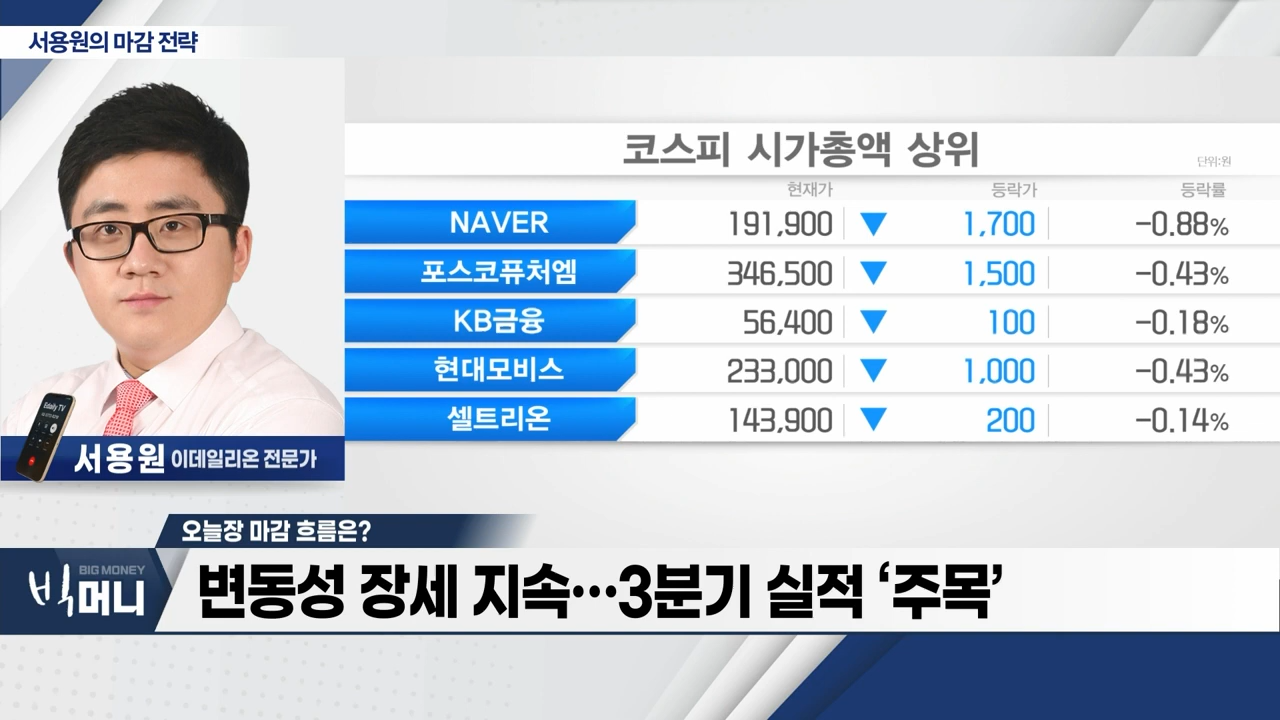 서용원의 마감 전략
코스피 시가총액 상위
단위:원
현재가 등락가 등락률
NAVER 191,900 ▼ 1,700 -0.88%
포스코퓨처엠 346,500 ▼ 1,500 -0.43%
KB금융 56,400 ▼ 100 -0.18%
현대모비스 233,000 ▼ 1,000 -0.43%
셀트리온 143,900 ▼ 200 -0.14%
Edaily TV
서용원 이데일리온 전문가
오늘장 마감 흐름은?
BIG MONEY
빅머니
변동성 장세 지속…3분기 실적 ‘주목’